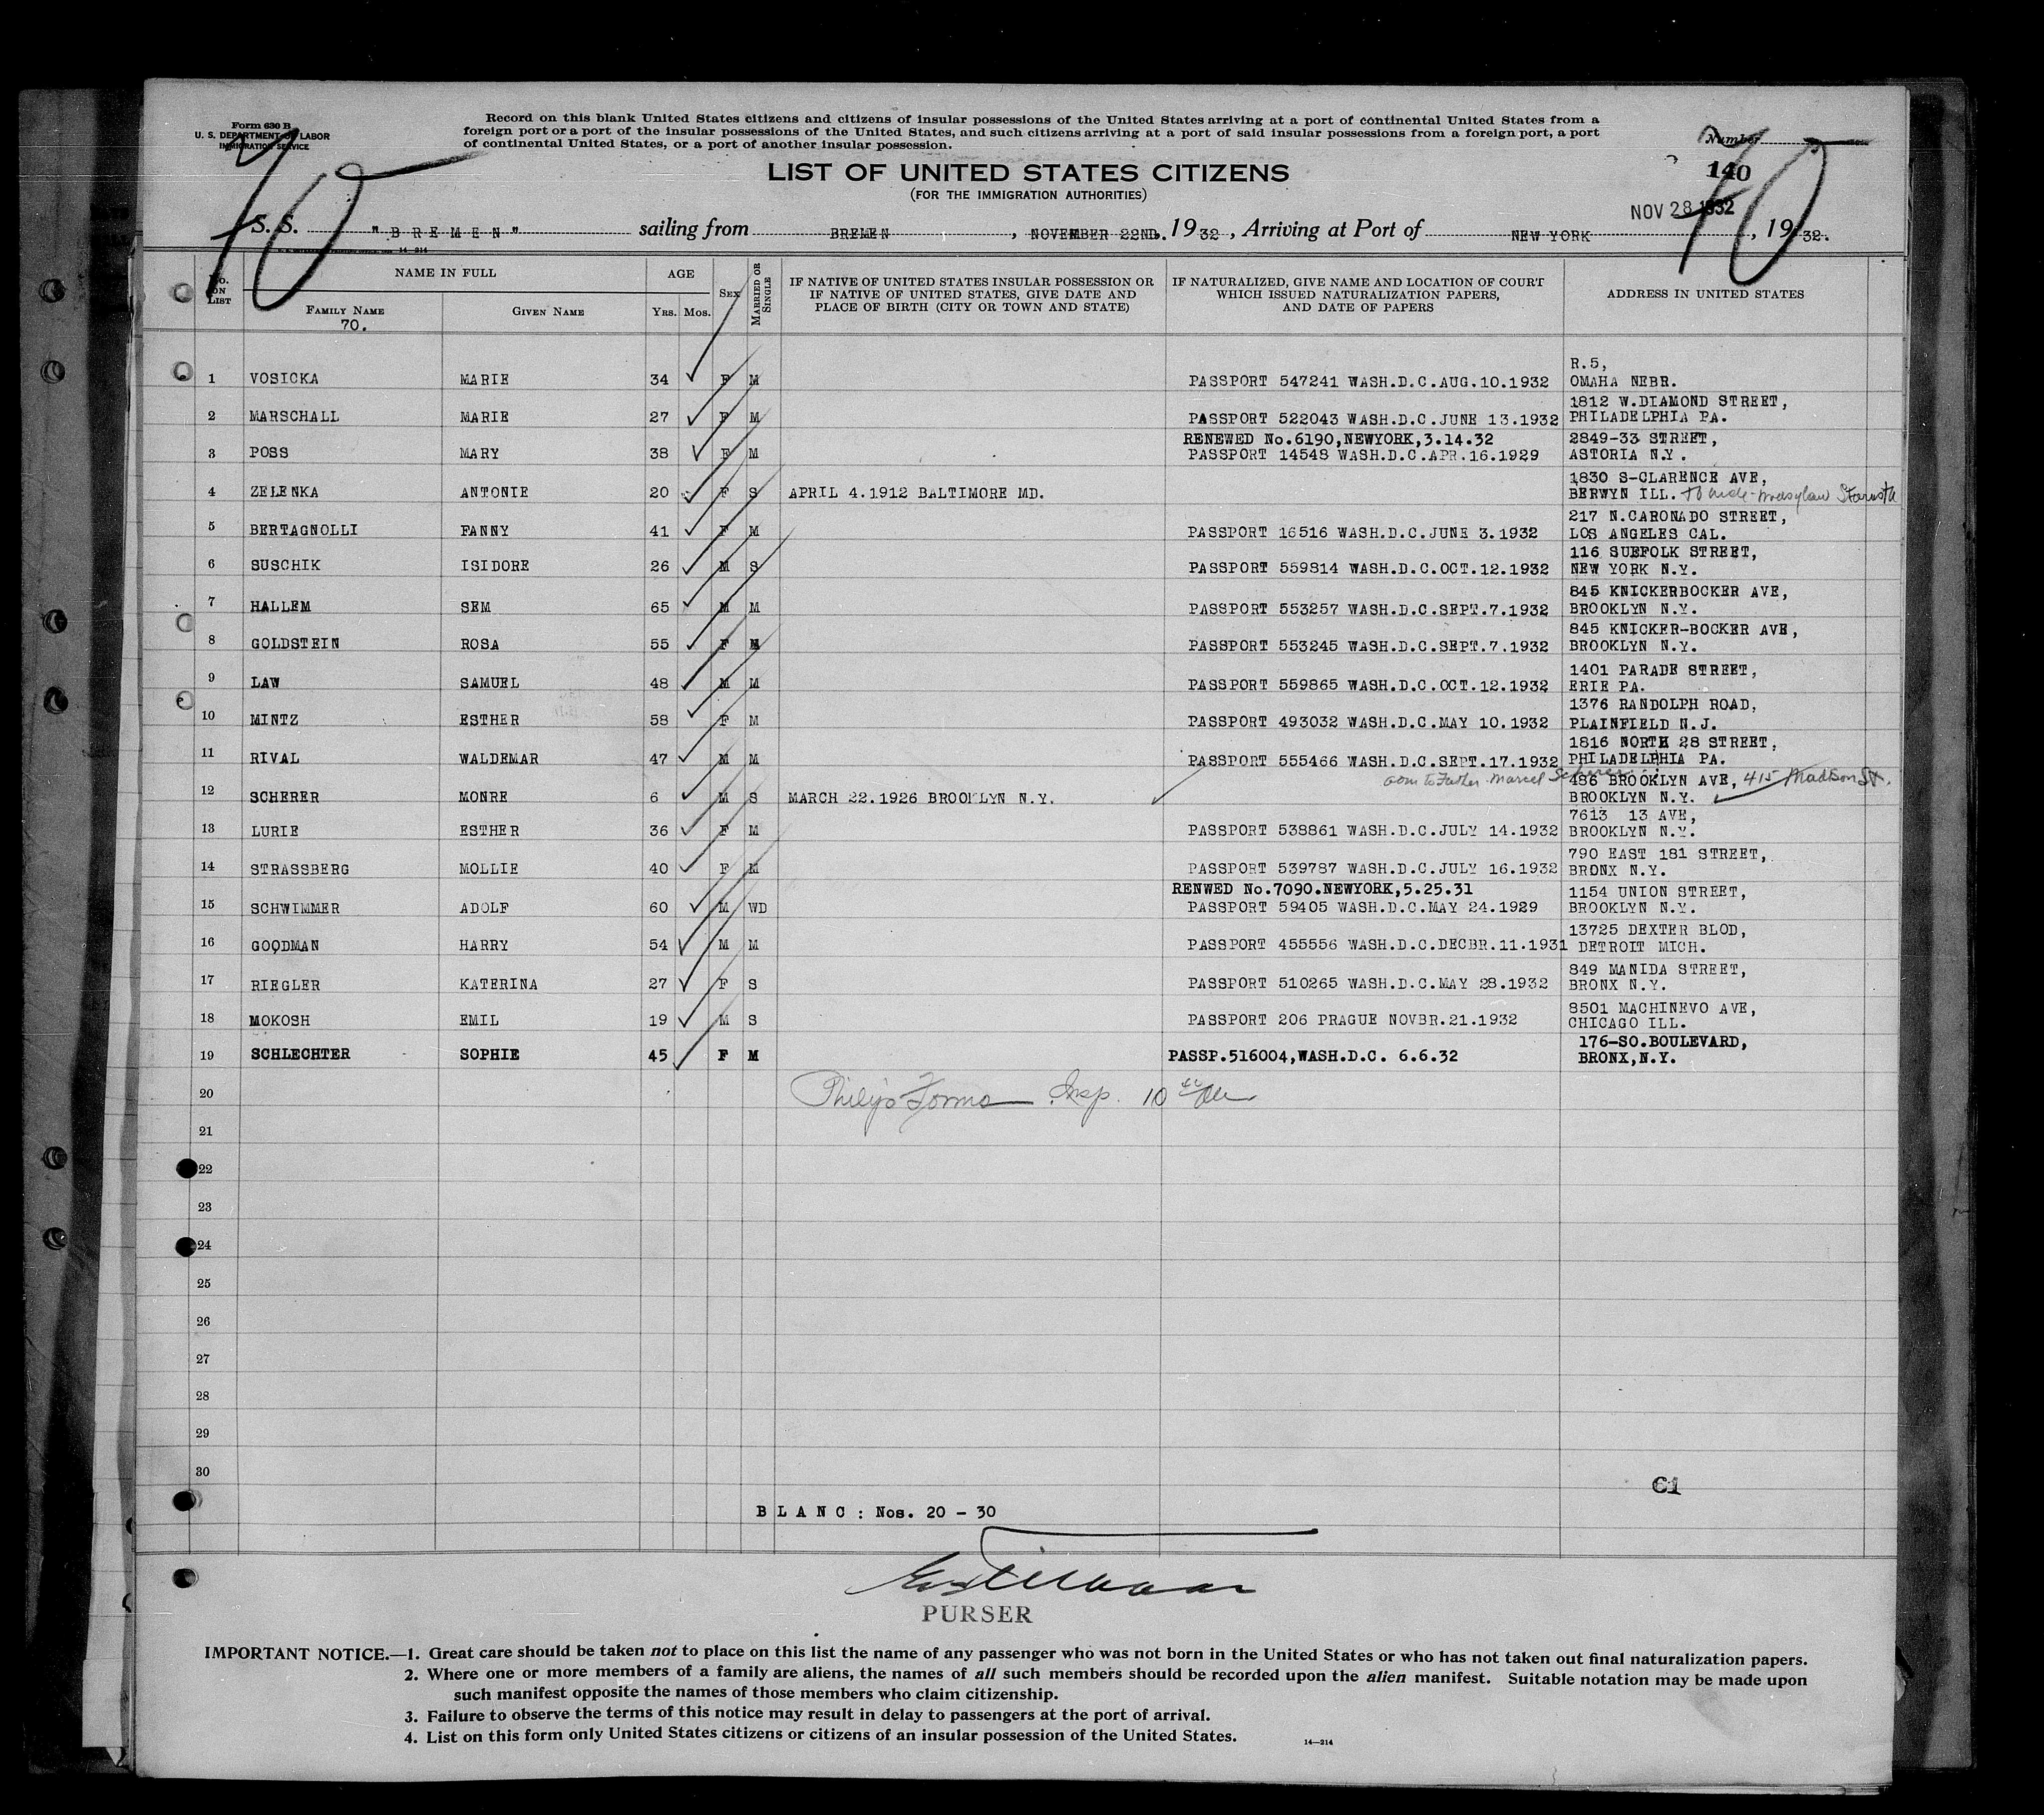 Form 630 B
U. S. DEPARTMENT OF LABOR
IMMIGRATION SERVICE
Record on this blank United States citizens and citizens of insular possessions of the United States arriving at a port of continental United States from a
foreign port or a port of the insular possessions of the United States, and such citizens arriving at a port of said insular possessions from a foreign port, a port
of continental United States, or a port of another insular possession.
Number
70
70
140
LIST OF UNITED STATES CITIZENS
(FOR THE IMMIGRATION AUTHORITIES)
NOV 28 1932
S. S. "BREMEN" sailing from BREMEN, NOVEMBER 22ND. 1932, Arriving at Port of NEW YORK, 1932.
14-214
No. ON LIST
NAME IN FULL
FAMILY NAME
70.
GIVEN NAME
AGE
YRS. MOS.
SEX
MARRIED OR SINGLE
IF NATIVE OF UNITED STATES INSULAR POSSESSION OR
IF NATIVE OF UNITED STATES, GIVE DATE AND
PLACE OF BIRTH (CITY OR TOWN AND STATE)
IF NATURALIZED, GIVE NAME AND LOCATION OF COURT
WHICH ISSUED NATURALIZATION PAPERS,
AND DATE OF PAPERS
ADDRESS IN UNITED STATES
R.5,
1 VOSICKA MARIE 34 F M PASSPORT 547241 WASH.D.C.AUG.10.1932 OMAHA NEBR.
1812 W.DIAMOND STREET,
2 MARSCHALL MARIE 27 F M PASSPORT 522043 WASH.D.C.JUNE 13.1932 PHILADELPHIA PA.
RENEWED No.6190,NEWYORK,3.14.32 2849-33 STREET,
3 POSS MARY 38 F M PASSPORT 14548 WASH.D.C.APR.16.1929 ASTORIA N.Y.
1830 S-CLARENCE AVE,
4 ZELENKA ANTONIE 20 F S APRIL 4.1912 BALTIMORE MD. BERWYN ILL.
217 N.CARONADO STREET,
5 BERTAGNOLLI FANNY 41 F M PASSPORT 16516 WASH.D.C.JUNE 3.1932 LOS ANGELES CAL.
116 SUEFOLK STREET,
6 SUSCHIK ISIDORE 26 M S PASSPORT 559814 WASH.D.C.OCT.12.1932 NEW YORK N.Y.
845 KNICKERBOCKER AVE,
7 HALLEM SEM 65 M M PASSPORT 553257 WASH.D.C.SEPT.7.1932 BROOKLYN N.Y.
845 KNICKER-BOCKER AVE,
8 GOLDSTEIN ROSA 55 F M PASSPORT 553245 WASH.D.C.SEPT.7.1932 BROOKLYN N.Y.
1401 PARADE STREET,
9 LAW SAMUEL 48 M M PASSPORT 559865 WASH.D.C.OCT.12.1932 ERIE PA.
1376 RANDOLPH ROAD,
10 MINTZ ESTHER 58 F M PASSPORT 493032 WASH.D.C.MAY 10.1932 PLAINFIELD N.J.
1816 NORTH 28 STREET,
11 RIVAL WALDEMAR 47 M M PASSPORT 555466 WASH.D.C.SEPT.17.1932 PHILADELPHIA PA.
to Father Marcel Scherer 486 BROOKLYN AVE, 415 Madison St.
12 SCHERER MONRE 6 M S MARCH 22.1926 BROOKLYN N.Y. BROOKLYN N.Y.
7613 13 AVE,
13 LURIE ESTHER 36 F M PASSPORT 538861 WASH.D.C.JULY 14.1932 BROOKLYN N.Y.
790 EAST 181 STREET,
14 STRASSBERG MOLLIE 40 F M PASSPORT 539787 WASH.D.C.JULY 16.1932 BRONX N.Y.
RENWED No.7090.NEWYORK,5.25.31 1154 UNION STREET,
15 SCHWIMMER ADOLF 60 M WD PASSPORT 59405 WASH.D.C.MAY 24.1929 BROOKLYN N.Y.
13725 DEXTER BLOD,
16 GOODMAN HARRY 54 M M PASSPORT 455556 WASH.D.C.DECBR.11.1931 DETROIT MICH.
849 MANIDA STREET,
17 RIEGLER KATERINA 27 F S PASSPORT 510265 WASH.D.C.MAY 28.1932 BRONX N.Y.
8501 MACHINEVO AVE,
18 MOKOSH EMIL 19 M S PASSPORT 206 PRAGUE NOVBR.21.1932 CHICAGO ILL.
176-SO.BOULEVARD,
19 SCHLECHTER SOPHIE 45 F M PASSP.516004,WASH.D.C. 6.6.32 BRONX,N.Y.
20 Insp. 10
21
22
23
24
25
26
27
28
29
30
C1
BLANC: Nos. 20 - 30
PURSER
IMPORTANT NOTICE.—1. Great care should be taken not to place on this list the name of any passenger who was not born in the United States or who has not taken out final naturalization papers.
2. Where one or more members of a family are aliens, the names of all such members should be recorded upon the alien manifest. Suitable notation may be made upon
such manifest opposite the names of those members who claim citizenship.
3. Failure to observe the terms of this notice may result in delay to passengers at the port of arrival.
4. List on this form only United States citizens or citizens of an insular possession of the United States.
14—214